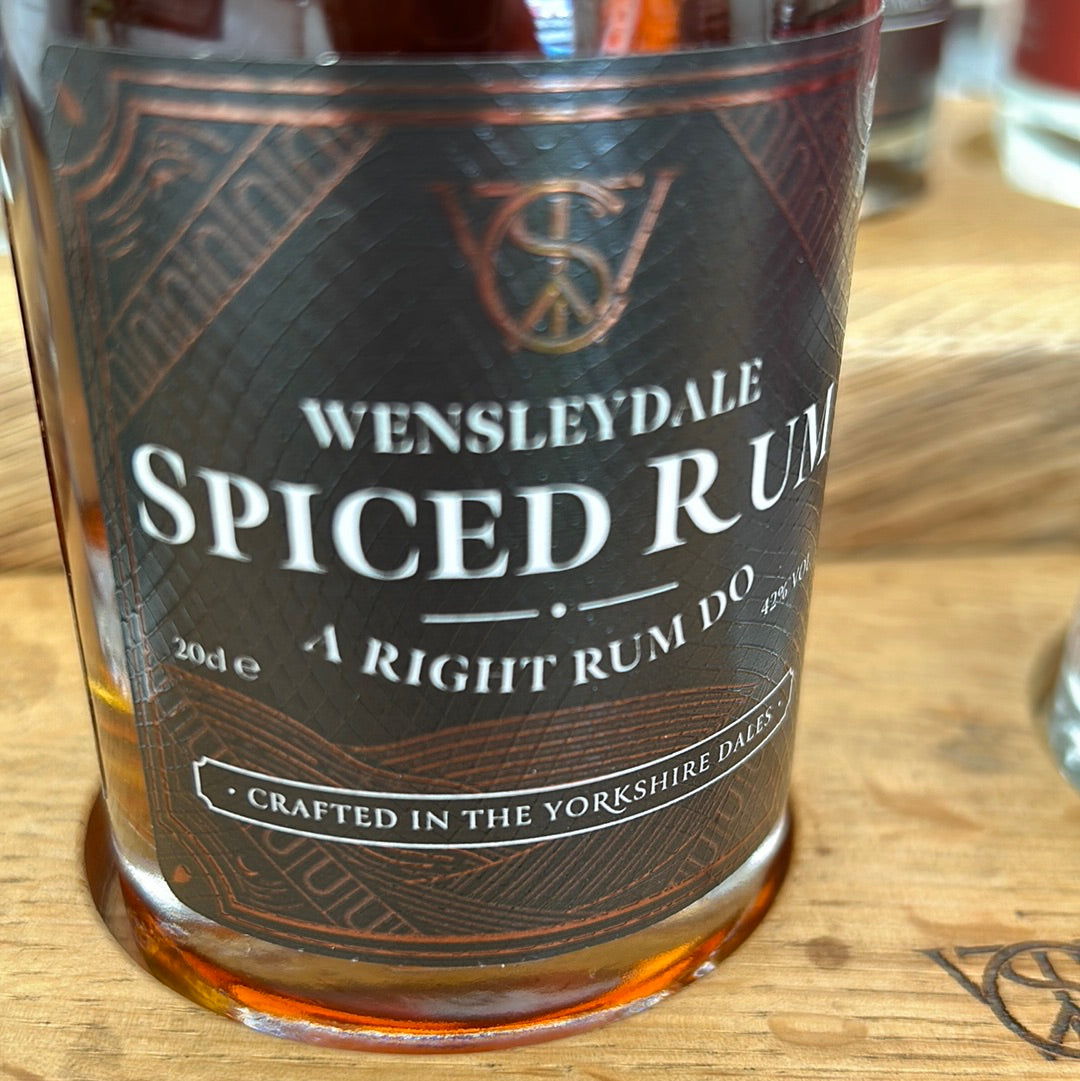 WENSLEYDALE
SPICED RUM
A RIGHT RUM DO
42% VOL
20cl e
· CRAFTED IN THE YORKSHIRE DALES ·